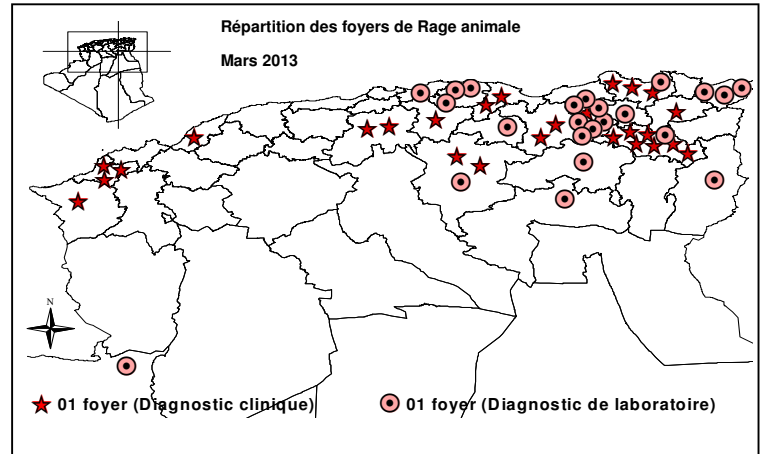 Répartition des foyers de Rage animale
Mars 2013
N
01 foyer (Diagnostic clinique)
01 foyer (Diagnostic de laboratoire)